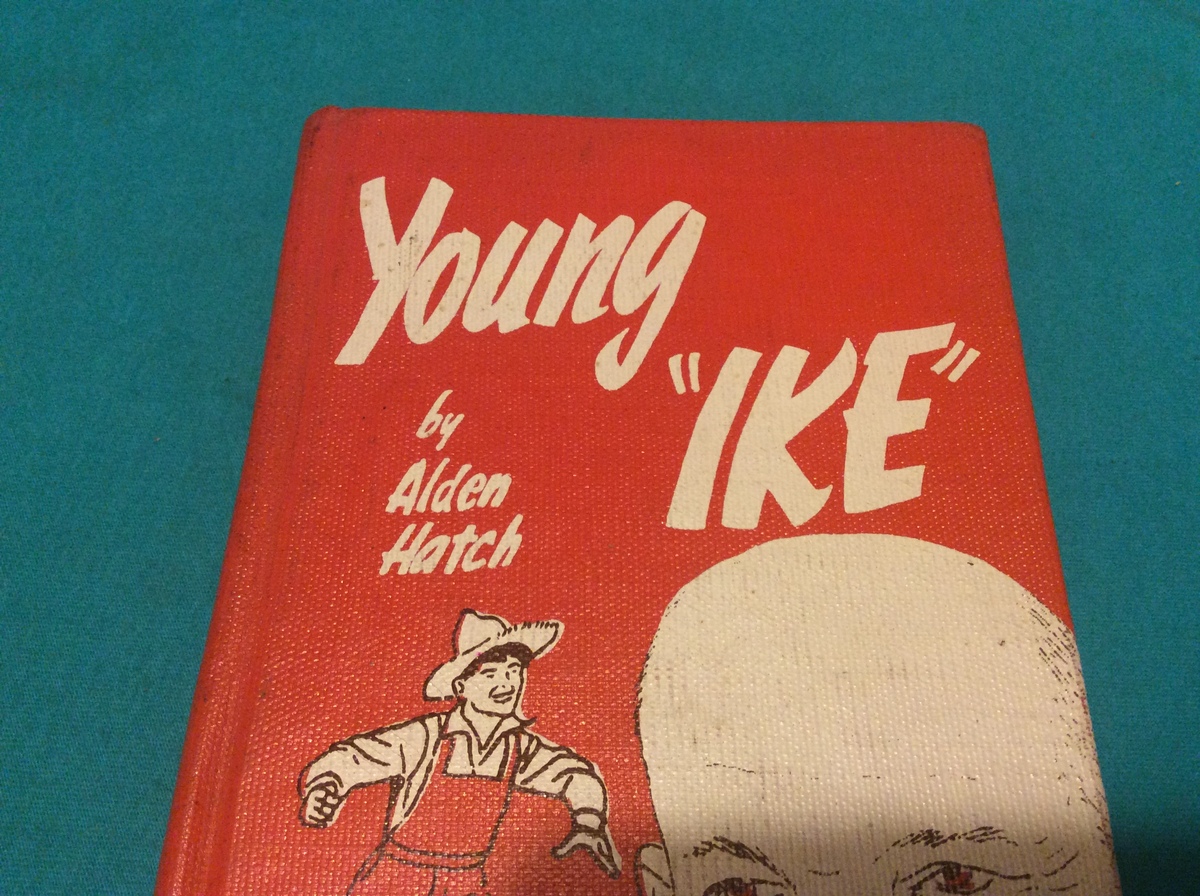 Young
"IKE"
by
Alden
Hatch